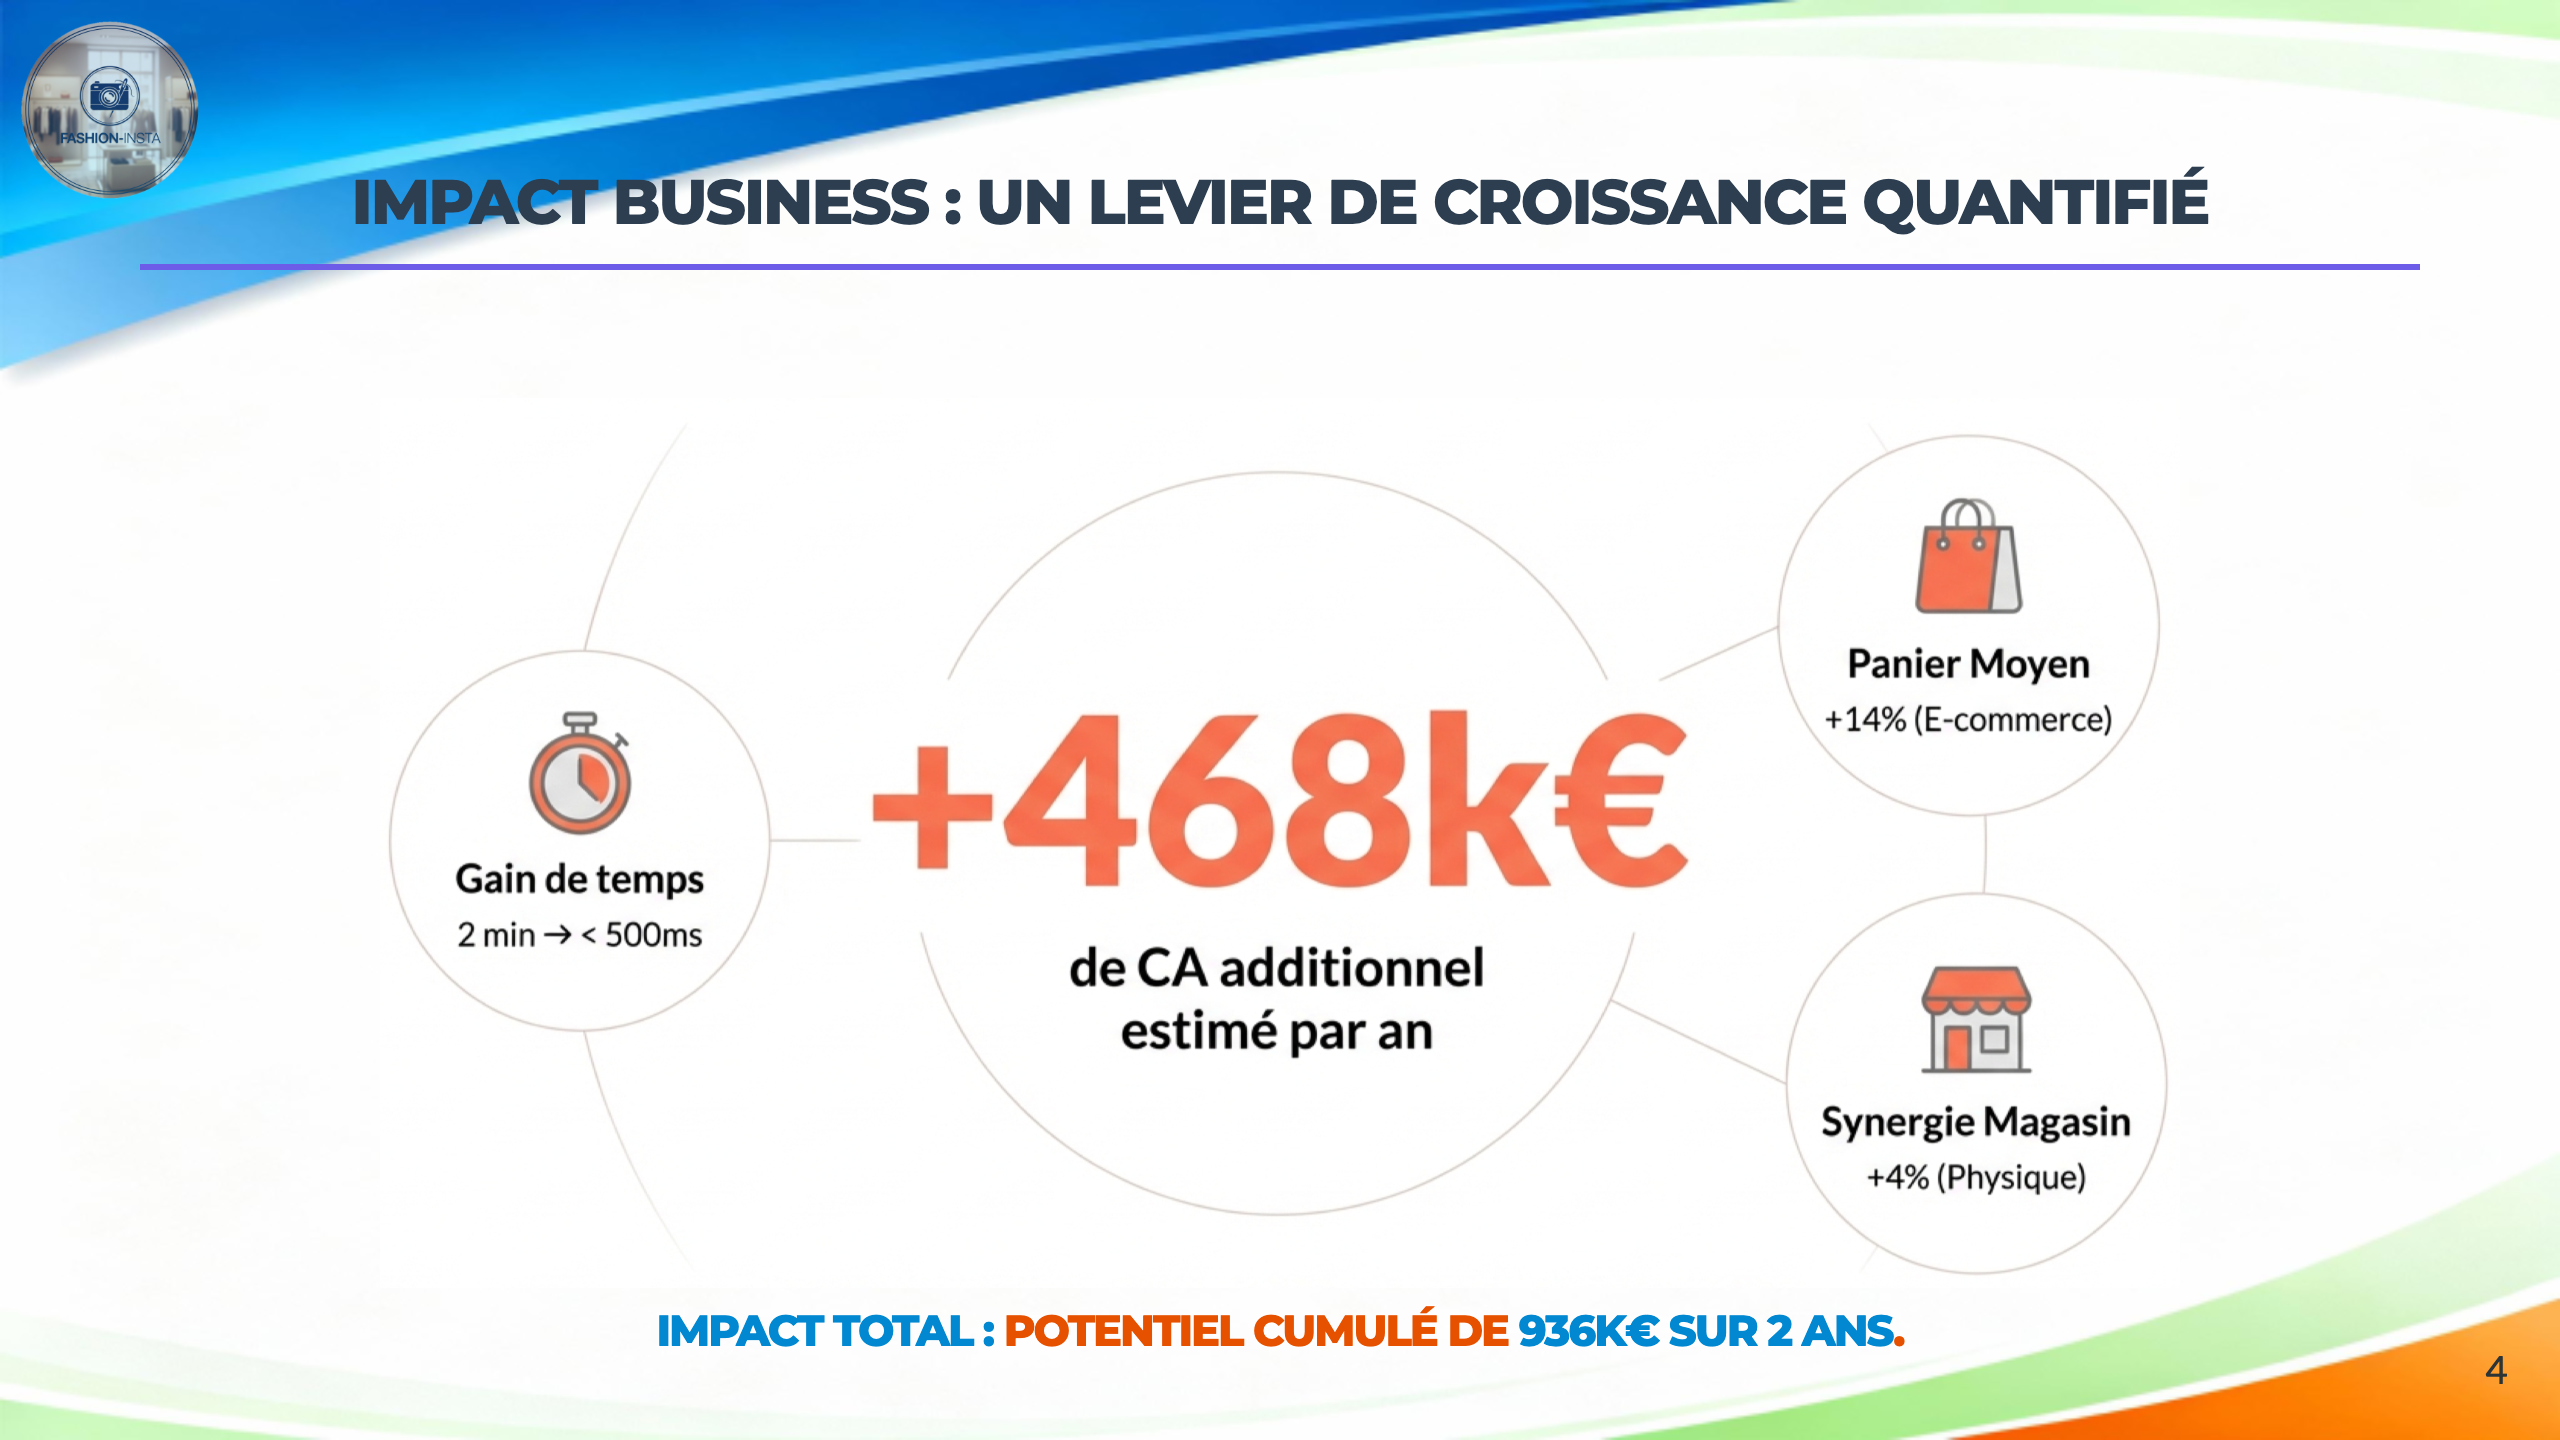 FASHION-INSTA
IMPACT BUSINESS : UN LEVIER DE CROISSANCE QUANTIFIÉ
Gain de temps
2 min → < 500ms
+468k€
de CA additionnel
estimé par an
Panier Moyen
+14% (E-commerce)
Synergie Magasin
+4% (Physique)
IMPACT TOTAL : POTENTIEL CUMULÉ DE 936K€ SUR 2 ANS.
4